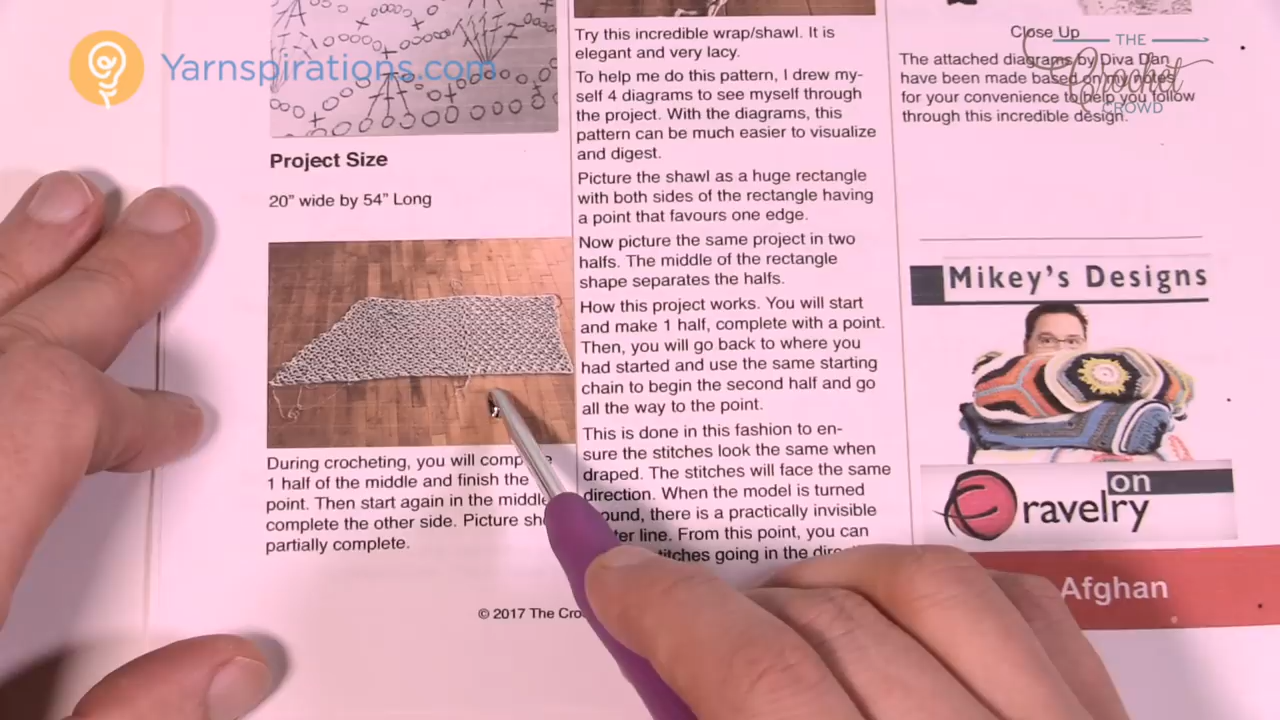 Yarnspirations.com
THE
Crochet
CROWD
Project Size
20” wide by 54” Long
During crocheting, you will
1 half of the middle and finish the
point. Then start again in the middle
complete the other side. Picture
partially complete.
Try this incredible wrap/shawl. It is
elegant and very lacy.
To help me do this pattern, I drew my-
self 4 diagrams to see myself through
the project. With the diagrams, this
pattern can be much easier to visualize
and digest.
Picture the shawl as a huge rectangle
with both sides of the rectangle having
a point that favours one edge.
Now picture the same project in two
halfs. The middle of the rectangle
shape separates the halfs.
How this project works. You will start
and make 1 half, complete with a point.
Then, you will go back to where you
had started and use the same starting
chain to begin the second half and go
all the way to the point.
This is done in this fashion to en-
sure the stitches look the same when
draped. The stitches will face the same
direction. When the model is turned
there is a practically invisible
line. From this point, you can
stitches going in the
Close Up
The attached diagrams by Diva Dan
have been made based on my notes
for your convenience to help you follow
through this incredible design.
Mikey's Designs
on
ravelry
Afghan
© 2017 The